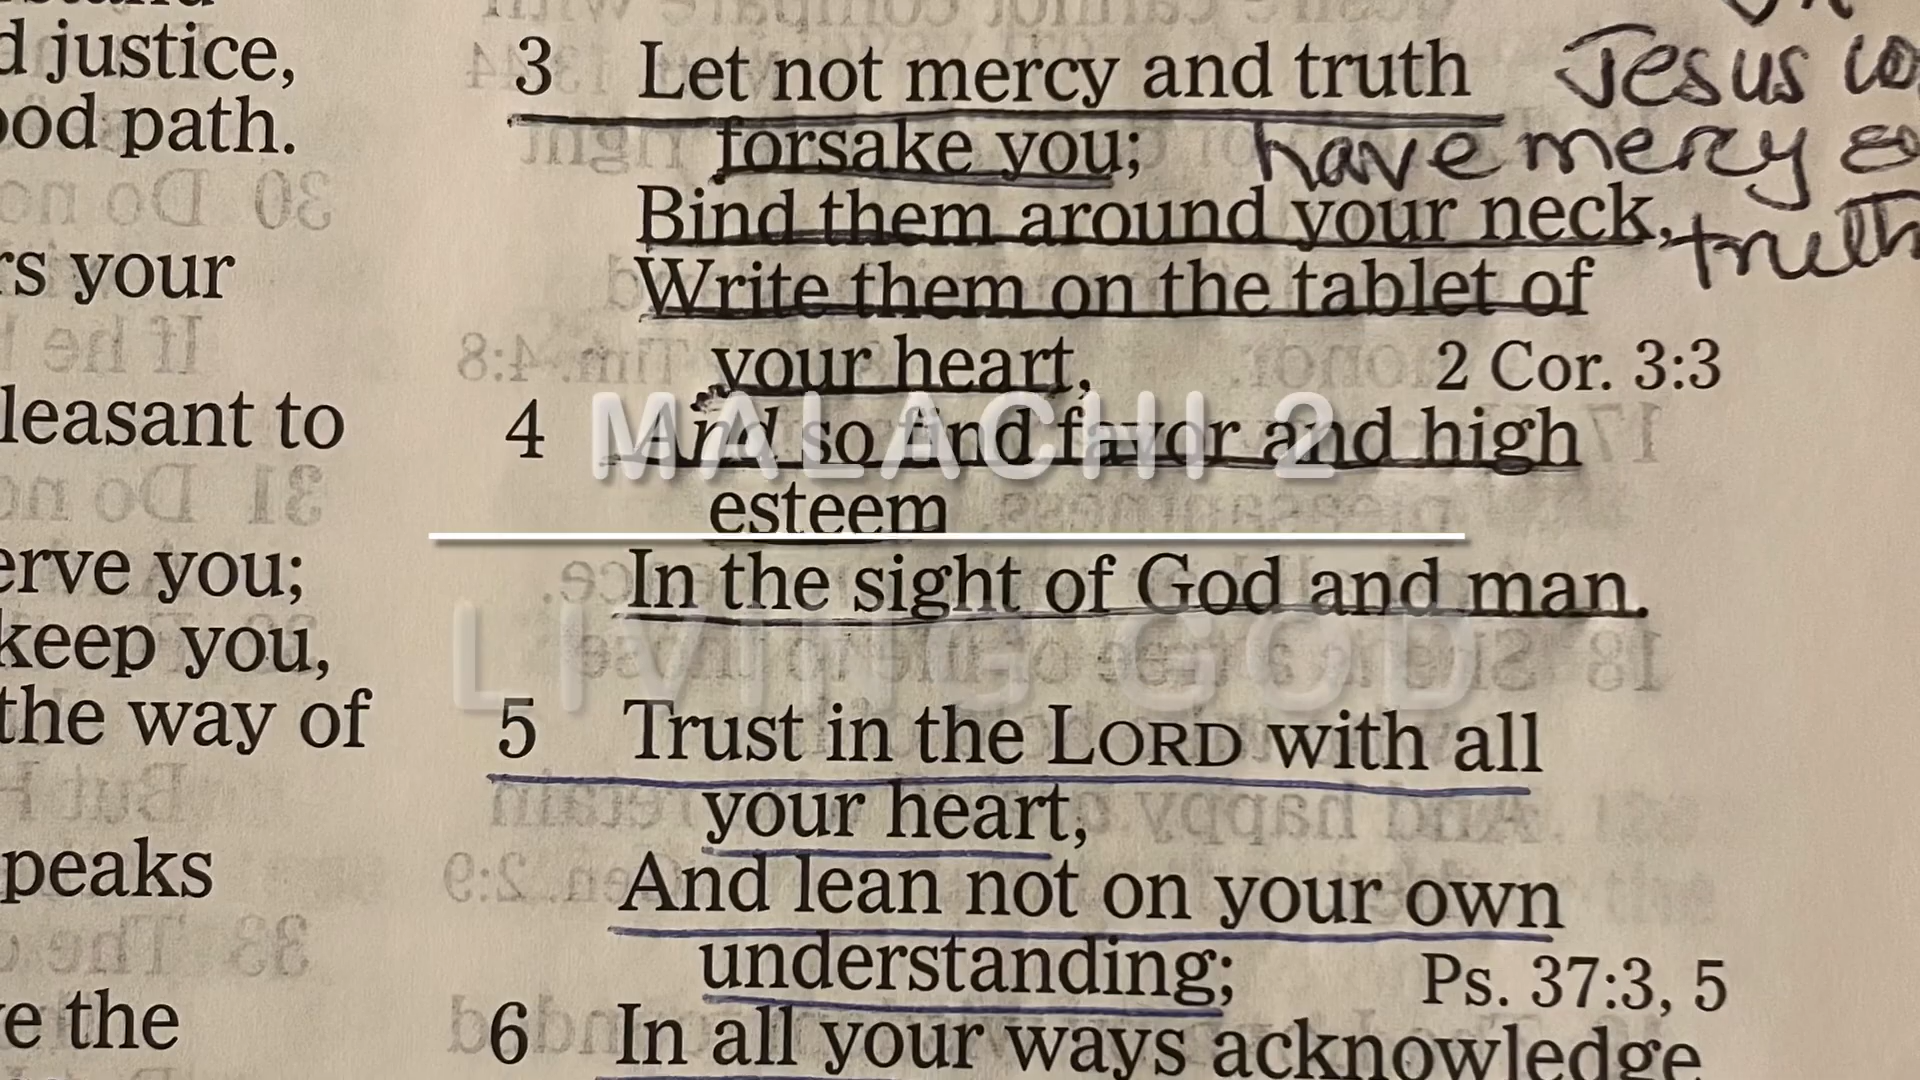 d justice,
ood path.
rs your
leasant to
erve you;
keep you,
the way of
peaks
e the
3 Let not mercy and truth
forsake you;
Bind them around your neck,
Write them on the tablet of
your heart, 2 Cor. 3:3
4 And so find favor and high
esteem
In the sight of God and man.
5 Trust in the LORD with all
your heart,
And lean not on your own
understanding; Ps. 37:3, 5
6 In all your ways acknowledge
Jesus
have mercy
truth
MALACHI 2
LIVING GOD